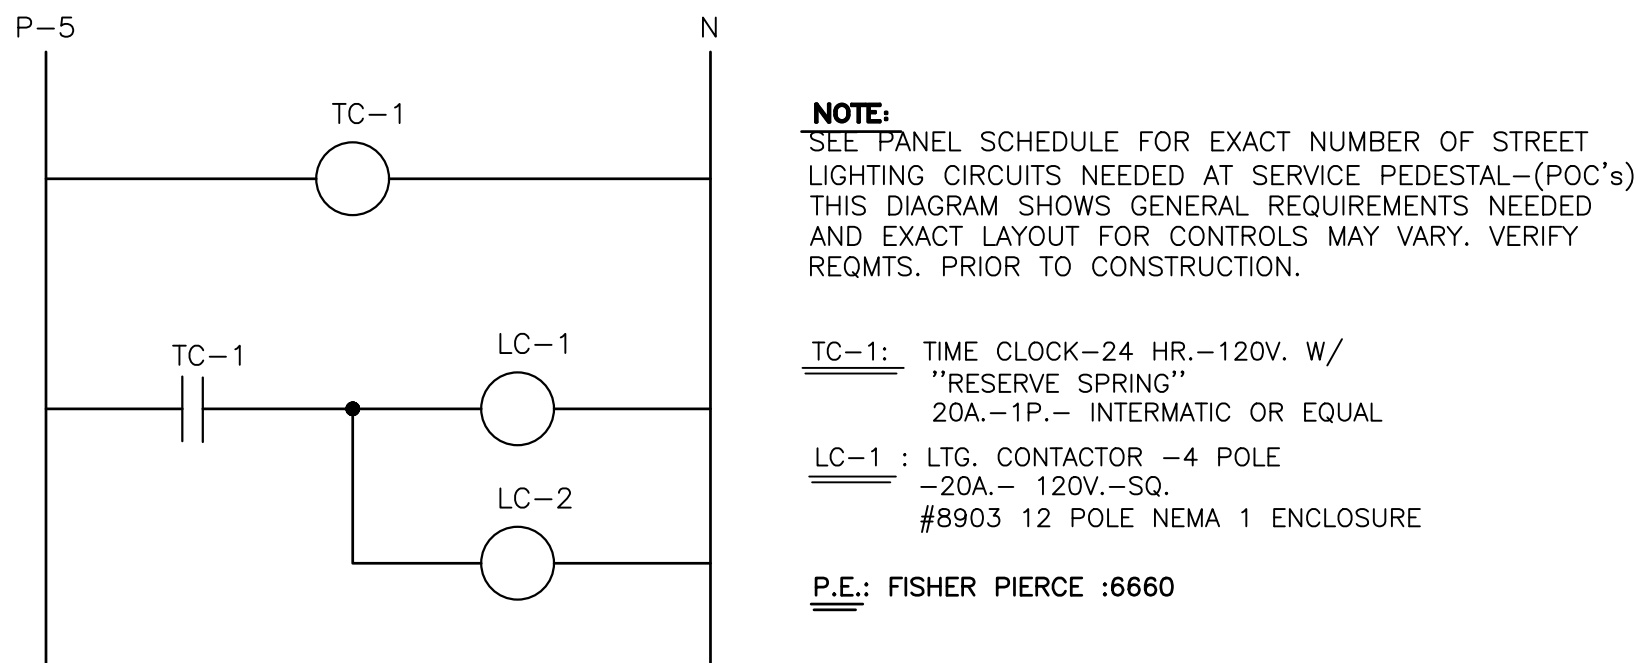 P-5
N
TC-1
TC-1
LC-1
LC-2
NOTE:
SEE PANEL SCHEDULE FOR EXACT NUMBER OF STREET
LIGHTING CIRCUITS NEEDED AT SERVICE PEDESTAL-(POC's)
THIS DIAGRAM SHOWS GENERAL REQUIREMENTS NEEDED
AND EXACT LAYOUT FOR CONTROLS MAY VARY. VERIFY
REQMTS. PRIOR TO CONSTRUCTION.
TC-1: TIME CLOCK-24 HR.-120V. W/
"RESERVE SPRING"
20A.-1P.- INTERMATIC OR EQUAL
LC-1 : LTG. CONTACTOR -4 POLE
-20A.- 120V.-SQ.
#8903 12 POLE NEMA 1 ENCLOSURE
P.E.: FISHER PIERCE :6660